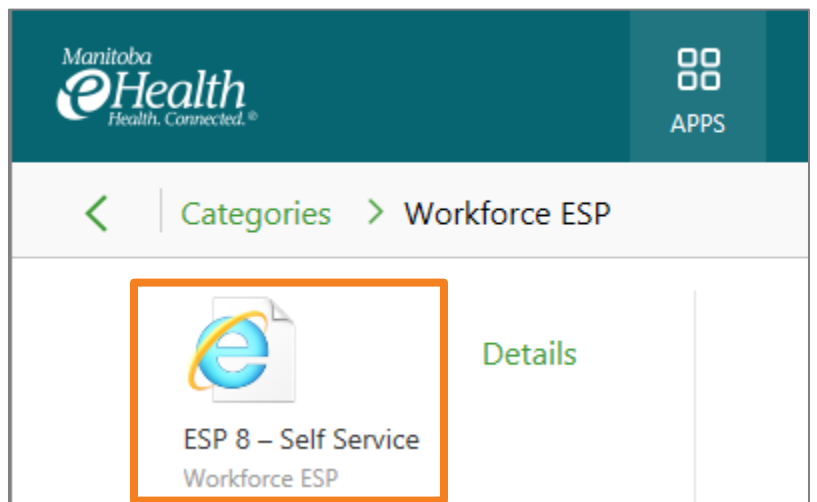 Manitoba
eHealth
Health. Connected.®
APPS
Categories > Workforce ESP
Details
ESP 8 – Self Service
Workforce ESP